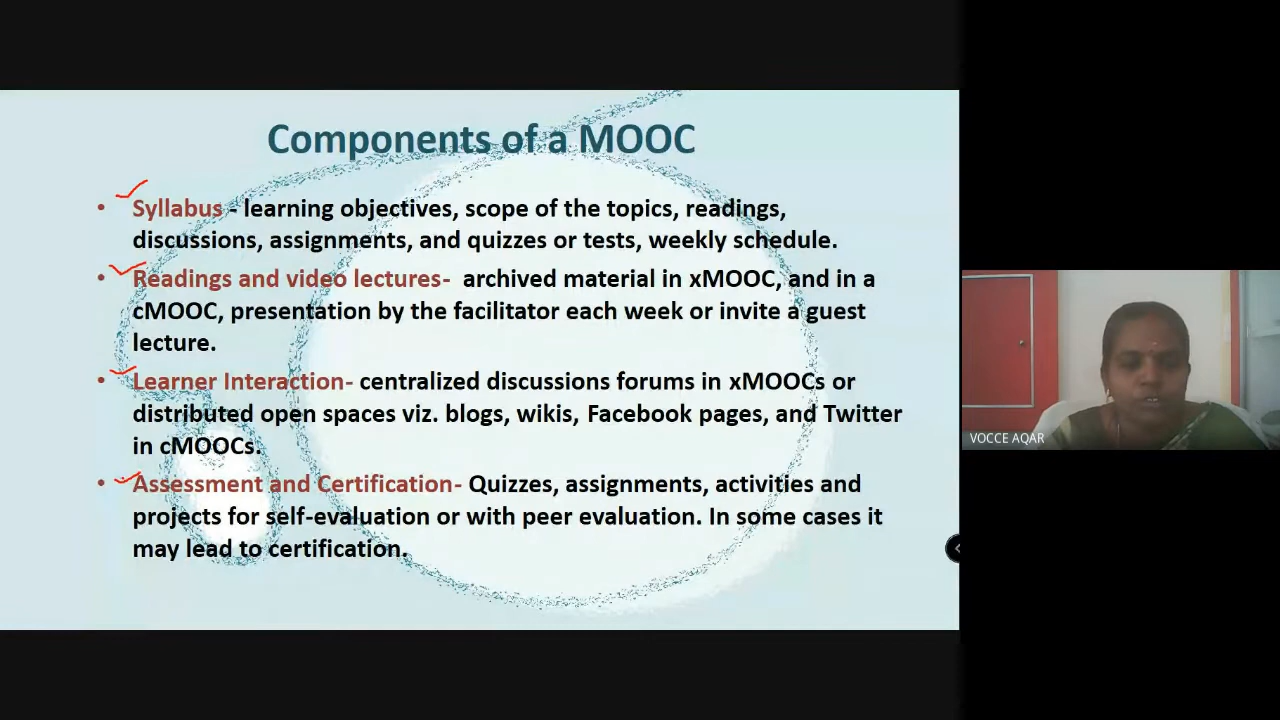 Components of a MOOC
• Syllabus - learning objectives, scope of the topics, readings,
discussions, assignments, and quizzes or tests, weekly schedule.
• Readings and video lectures- archived material in xMOOC, and in a
cMOOC, presentation by the facilitator each week or invite a guest
lecture.
• Learner Interaction- centralized discussions forums in xMOOCs or
distributed open spaces viz. blogs, wikis, Facebook pages, and Twitter
in cMOOCs.
• Assessment and Certification- Quizzes, assignments, activities and
projects for self-evaluation or with peer evaluation. In some cases it
may lead to certification.
VOCCE AQAR